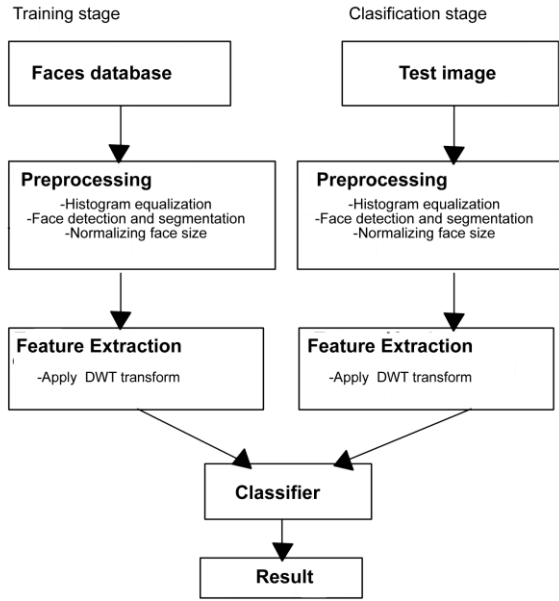 Training stage
Clasification stage
Faces database
Test image
Preprocessing
-Histogram equalization
-Face detection and segmentation
-Normalizing face size
Preprocessing
-Histogram equalization
-Face detection and segmentation
-Normalizing face size
Feature Extraction
-Apply DWT transform
Feature Extraction
-Apply DWT transform
Classifier
Result